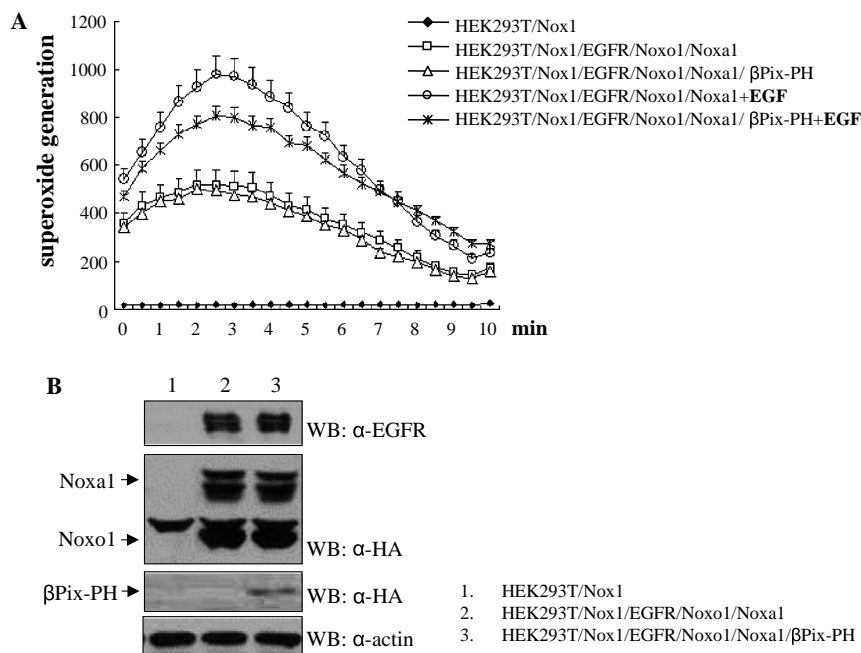 A
superoxide generation
1200
1000
800
600
400
200
0
0 1 2 3 4 5 6 7 8 9 10 min
HEK293T/Nox1
HEK293T/Nox1/EGFR/Noxo1/Noxa1
HEK293T/Nox1/EGFR/Noxo1/Noxa1/ βPix-PH
HEK293T/Nox1/EGFR/Noxo1/Noxa1+EGF
HEK293T/Nox1/EGFR/Noxo1/Noxa1/ βPix-PH+EGF
B
1 2 3
WB: α-EGFR
Noxa1
Noxo1
WB: α-HA
βPix-PH
WB: α-HA
WB: α-actin
1. HEK293T/Nox1
2. HEK293T/Nox1/EGFR/Noxo1/Noxa1
3. HEK293T/Nox1/EGFR/Noxo1/Noxa1/βPix-PH